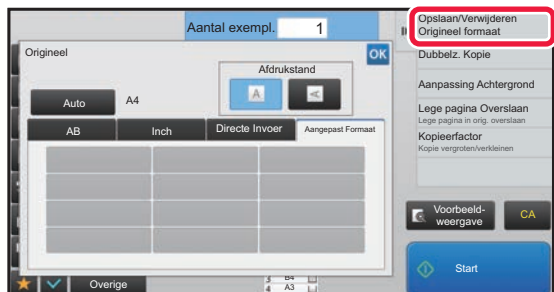 Aantal exempl. 1
Opslaan/Verwijderen
Origineel formaat
Origineel
OK
Dubbelz. Kopie
Afdrukstand
A
A
Auto
A4
Aanpassing Achtergrond
AB
Inch
Directe Invoer
Aangepast Formaat
Lege pagina Overslaan
Lege pagina in orig. overslaan
Kopieerfactor
Kopie vergroten/verkleinen
Voorbeeld-
weergave
CA
Start
Overige
3 B4
4 A3